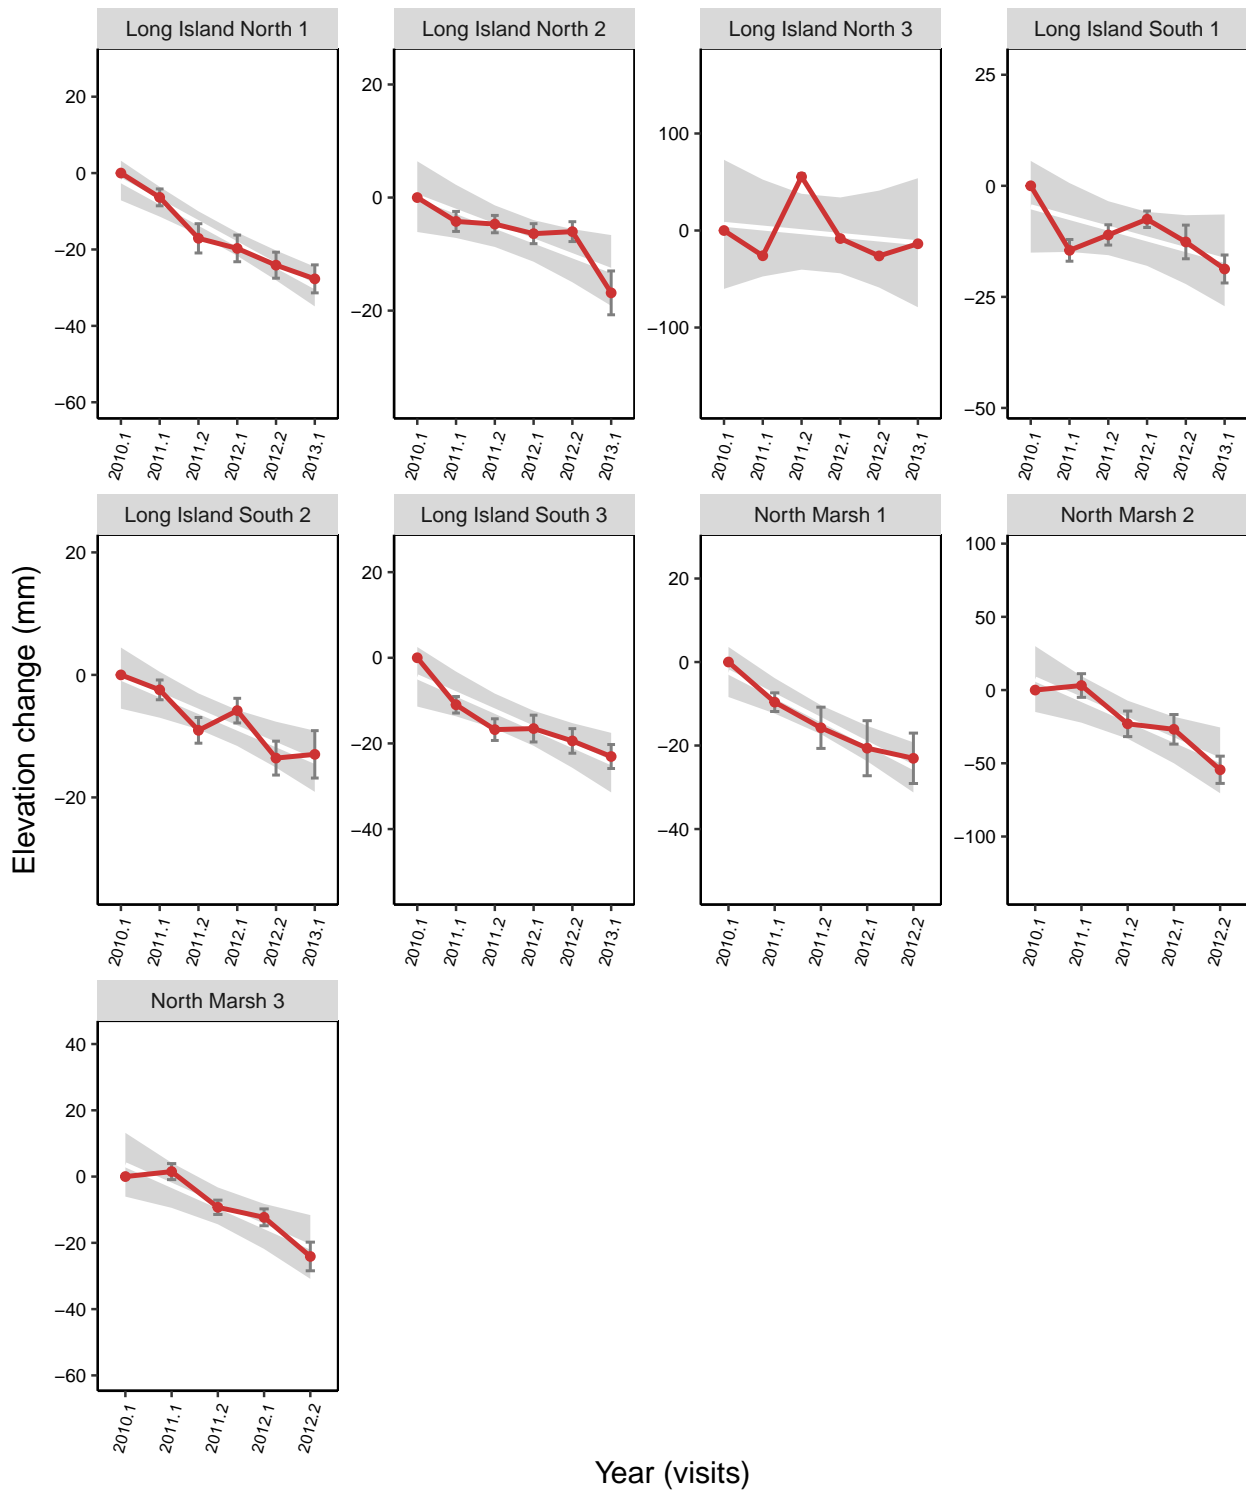 Long Island North 1 Long Island North 2 Long Island North 3 Long Island South 1
20 20 100 25
0 0 0 0
−20 −20 −100 −25
−40 −50
−60
2010.1 2011.1 2011.2 2012.1 2012.2 2013.1 2010.1 2011.1 2011.2 2012.1 2012.2 2013.1 2010.1 2011.1 2011.2 2012.1 2012.2 2013.1 2010.1 2011.1 2011.2 2012.1 2012.2 2013.1
Long Island South 2 Long Island South 3 North Marsh 1 North Marsh 2
20 20 20 100
0 0 0 50
−20 −20 −20 0
−40 −40 −50
−100
2010.1 2011.1 2011.2 2012.1 2012.2 2013.1 2010.1 2011.1 2011.2 2012.1 2012.2 2013.1 2010.1 2011.1 2011.2 2012.1 2012.2 2010.1 2011.1 2011.2 2012.1 2012.2
North Marsh 3
40
20
0
−20
−40
−60
2010.1 2011.1 2011.2 2012.1 2012.2
Elevation change (mm)
Year (visits)